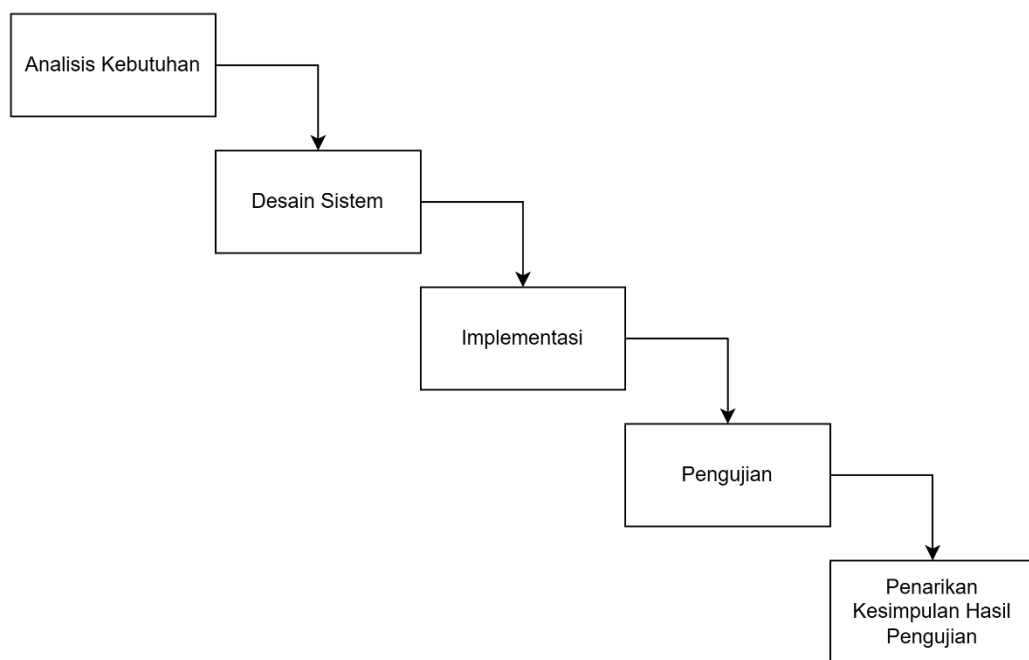 Analisis Kebutuhan
Desain Sistem
Implementasi
Pengujian
Penarikan
Kesimpulan Hasil
Pengujian